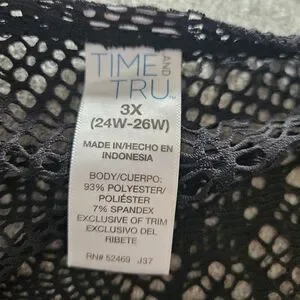 TIME AND
TRU™
3X
(24W-26W)
MADE IN/HECHO EN
INDONESIA
BODY/CUERPO:
93% POLYESTER/
POLIÉSTER
7% SPANDEX
EXCLUSIVE OF TRIM
EXCLUSIVO DEL
RIBETE
RN# 52469 J37